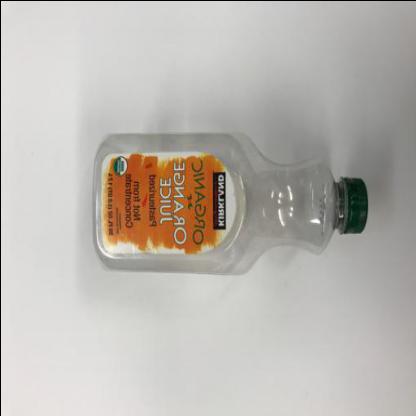 KIRKLAND
ORGANIC
ORANGE
JUICE
Pasteurized
Not from
Concentrate